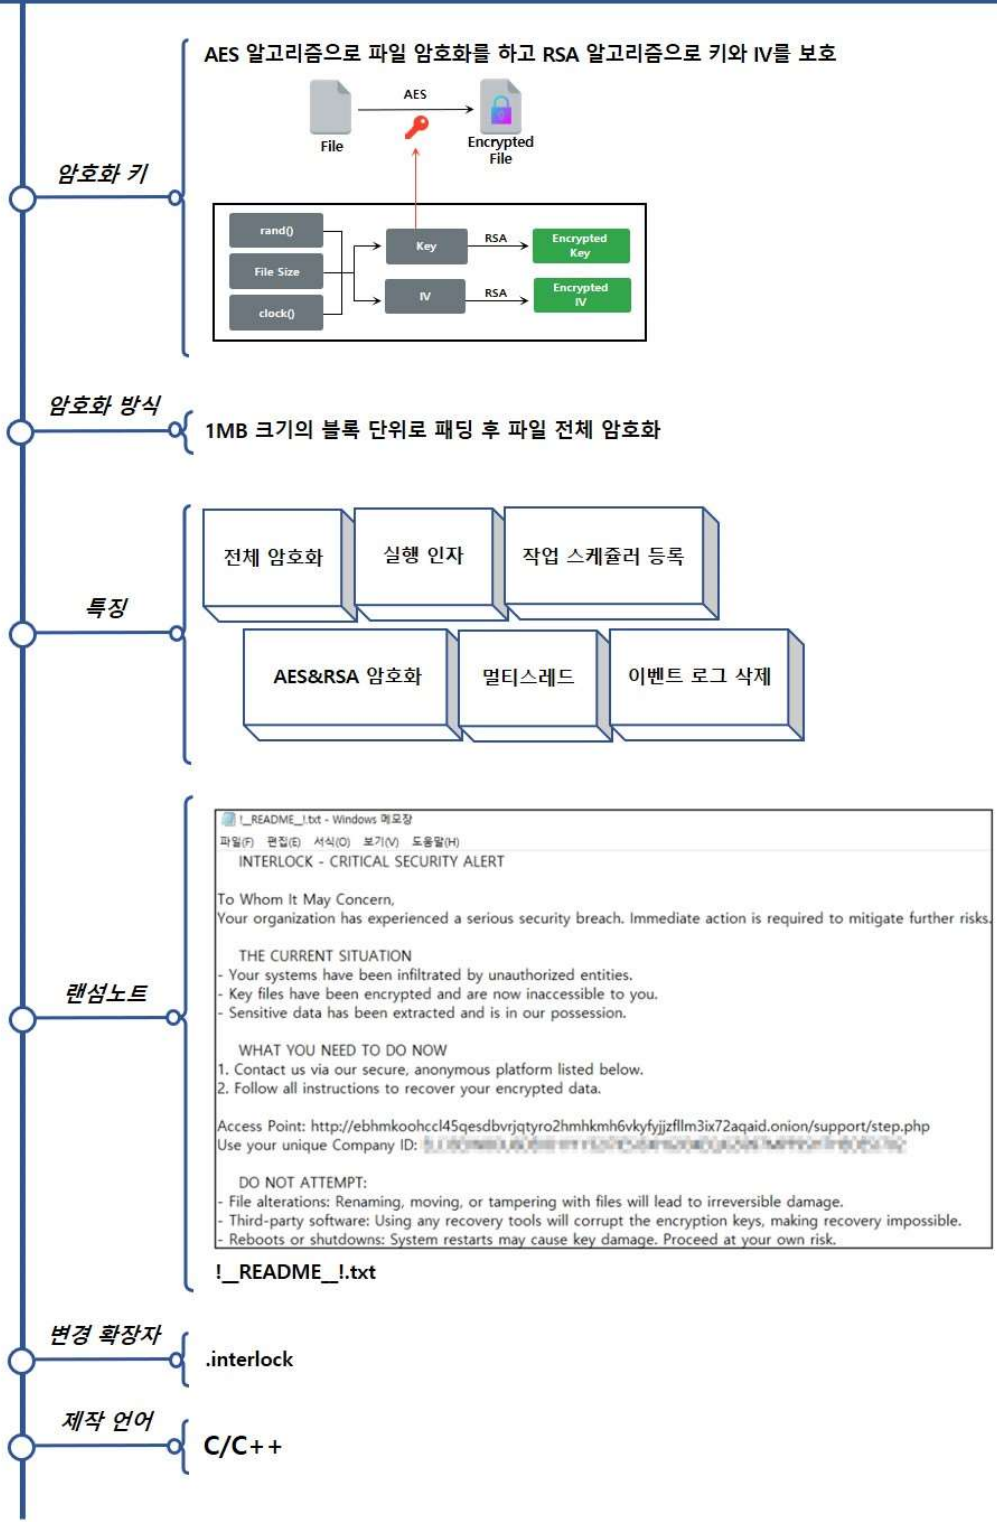 AES 알고리즘으로 파일 암호화를 하고 RSA 알고리즘으로 키와 IV를 보호
AES
File
Encrypted
File
암호화 키
rand()
File Size
clock()
Key
IV
RSA
RSA
Encrypted
Key
Encrypted
IV
암호화 방식
1MB 크기의 블록 단위로 패딩 후 파일 전체 암호화
특징
전체 암호화
실행 인자
작업 스케쥴러 등록
AES&RSA 암호화
멀티스레드
이벤트 로그 삭제
랜섬노트
!__README__!.txt - Windows 메모장
파일(F) 편집(E) 서식(O) 보기(V) 도움말(H)
INTERLOCK - CRITICAL SECURITY ALERT
To Whom It May Concern,
Your organization has experienced a serious security breach. Immediate action is required to mitigate further risks.
THE CURRENT SITUATION
- Your systems have been infiltrated by unauthorized entities.
- Key files have been encrypted and are now inaccessible to you.
- Sensitive data has been extracted and is in our possession.
WHAT YOU NEED TO DO NOW
1. Contact us via our secure, anonymous platform listed below.
2. Follow all instructions to recover your encrypted data.
Access Point: http://ebhmkoohccl45qesdbvrjqtyro2hmhkmh6vkyfyjjzfllm3ix72aqaid.onion/support/step.php
Use your unique Company ID:
DO NOT ATTEMPT:
- File alterations: Renaming, moving, or tampering with files will lead to irreversible damage.
- Third-party software: Using any recovery tools will corrupt the encryption keys, making recovery impossible.
- Reboots or shutdowns: System restarts may cause key damage. Proceed at your own risk.
!__README__!.txt
변경 확장자
.interlock
제작 언어
C/C++